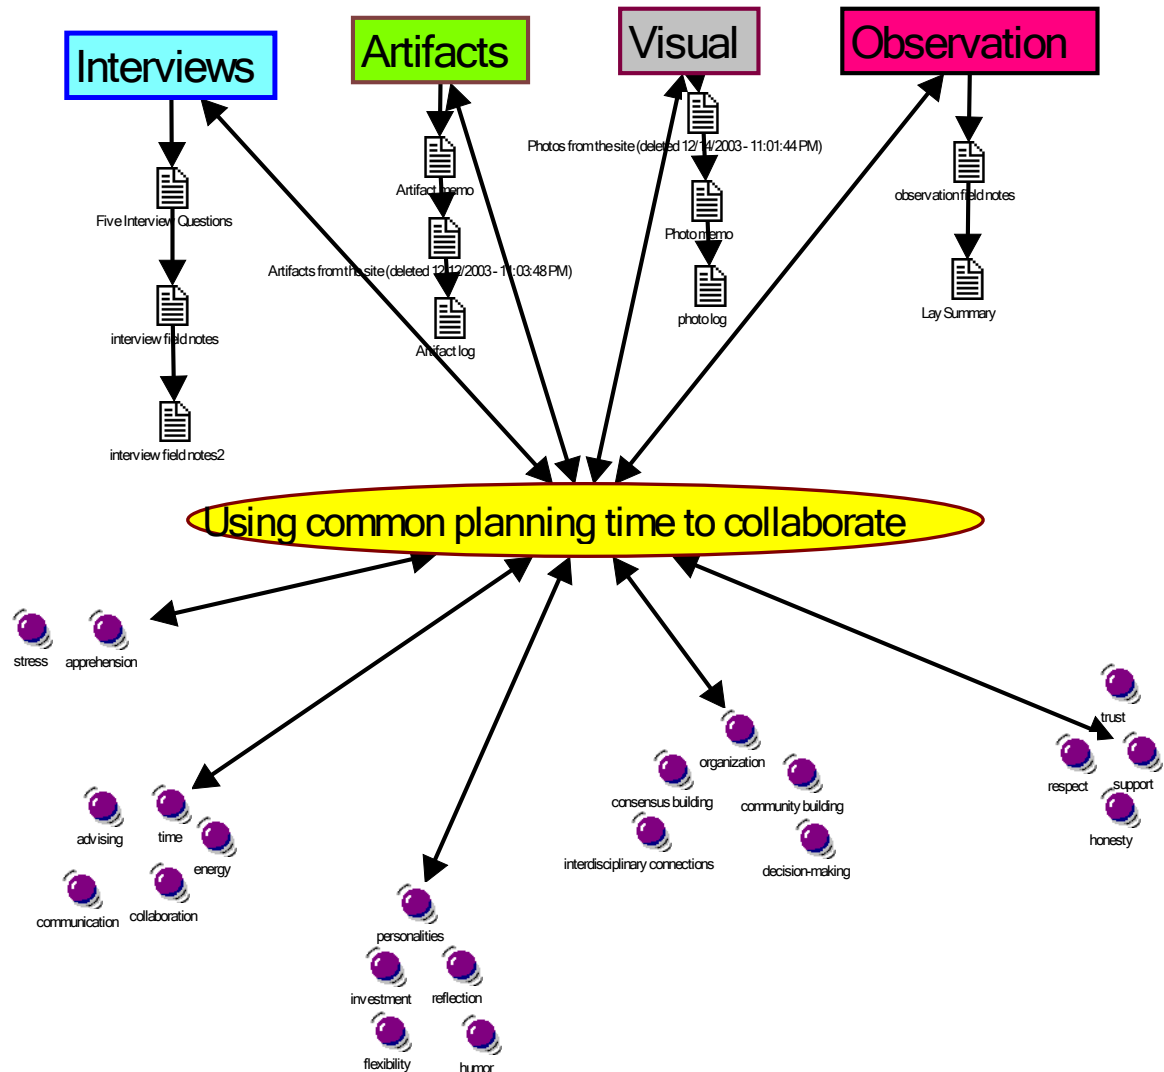 Interviews
Artifacts
Visual
Observation
Five Interview Questions
interview field notes
interview field notes2
Artifact memo
Artifacts from the site (deleted 12/12/2003 - 11:03:48 PM)
Artifact log
Photos from the site (deleted 12/14/2003 - 11:01:44 PM)
Photo memo
photo log
observation field notes
Lay Summary
Using common planning time to collaborate
stress
apprehension
advising
time
energy
communication
collaboration
personalities
investment
reflection
flexibility
humor
organization
consensus building
community building
interdisciplinary connections
decision-making
trust
respect
support
honesty